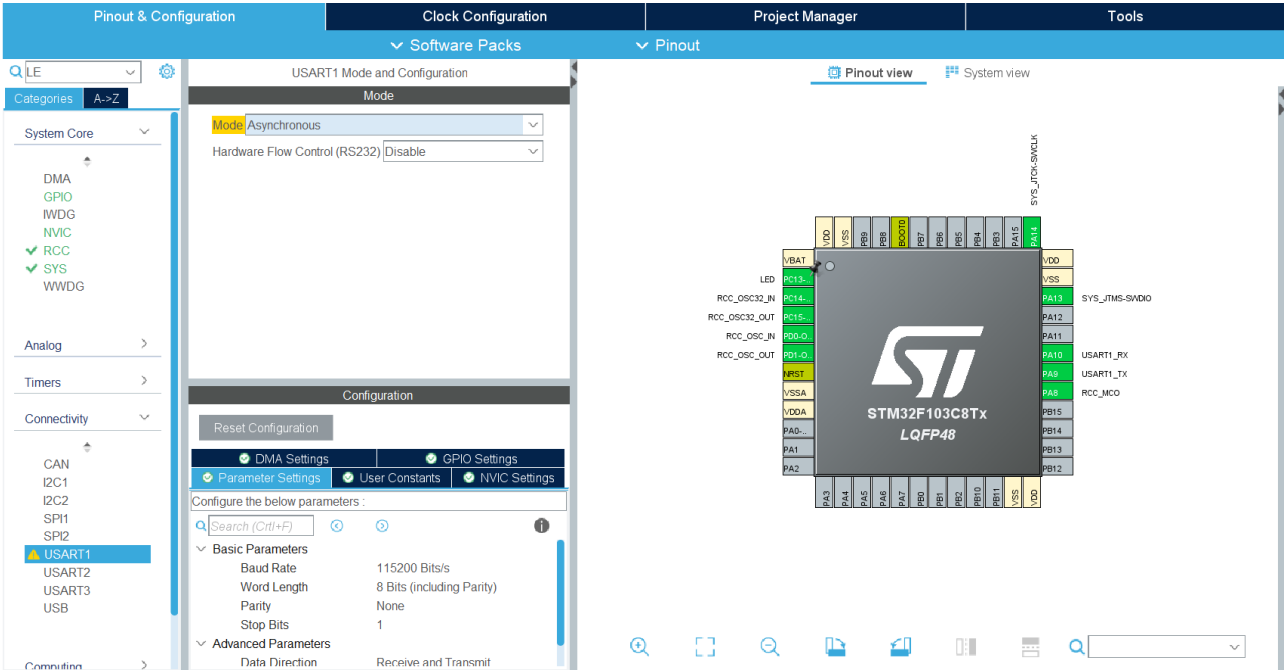 Pinout & Configuration
Clock Configuration
Project Manager
Tools
Software Packs
Pinout
LE
Categories
A->Z
System Core
DMA
GPIO
IWDG
NVIC
RCC
SYS
WWDG
Analog
Timers
Connectivity
CAN
I2C1
I2C2
SPI1
SPI2
USART1
USART2
USART3
USB
Computing
USART1 Mode and Configuration
Mode
Mode Asynchronous
Hardware Flow Control (RS232) Disable
Configuration
Reset Configuration
DMA Settings
GPIO Settings
Parameter Settings
User Constants
NVIC Settings
Configure the below parameters :
Search (Crtl+F)
Basic Parameters
Baud Rate 115200 Bits/s
Word Length 8 Bits (including Parity)
Parity None
Stop Bits 1
Advanced Parameters
Data Direction Receive and Transmit
Pinout view
System view
SYS_JTCK-SWCLK
VDD
VSS
PB9
PB8
BOOT0
PB7
PB6
PB5
PB4
PB3
PA15
PA14
VBAT
LED PC13-..
RCC_OSC32_IN PC14-..
RCC_OSC32_OUT PC15-..
RCC_OSC_IN PD0-O..
RCC_OSC_OUT PD1-O..
NRST
VSSA
VDDA
PA0-..
PA1
PA2
VDD
VSS
PA13 SYS_JTMS-SWDIO
PA12
PA11
PA10 USART1_RX
PA9 USART1_TX
PA8 RCC_MCO
PB15
PB14
PB13
PB12
ST
STM32F103C8Tx
LQFP48
PA3
PA4
PA5
PA6
PA7
PB0
PB1
PB2
PB10
PB11
VSS
VDD